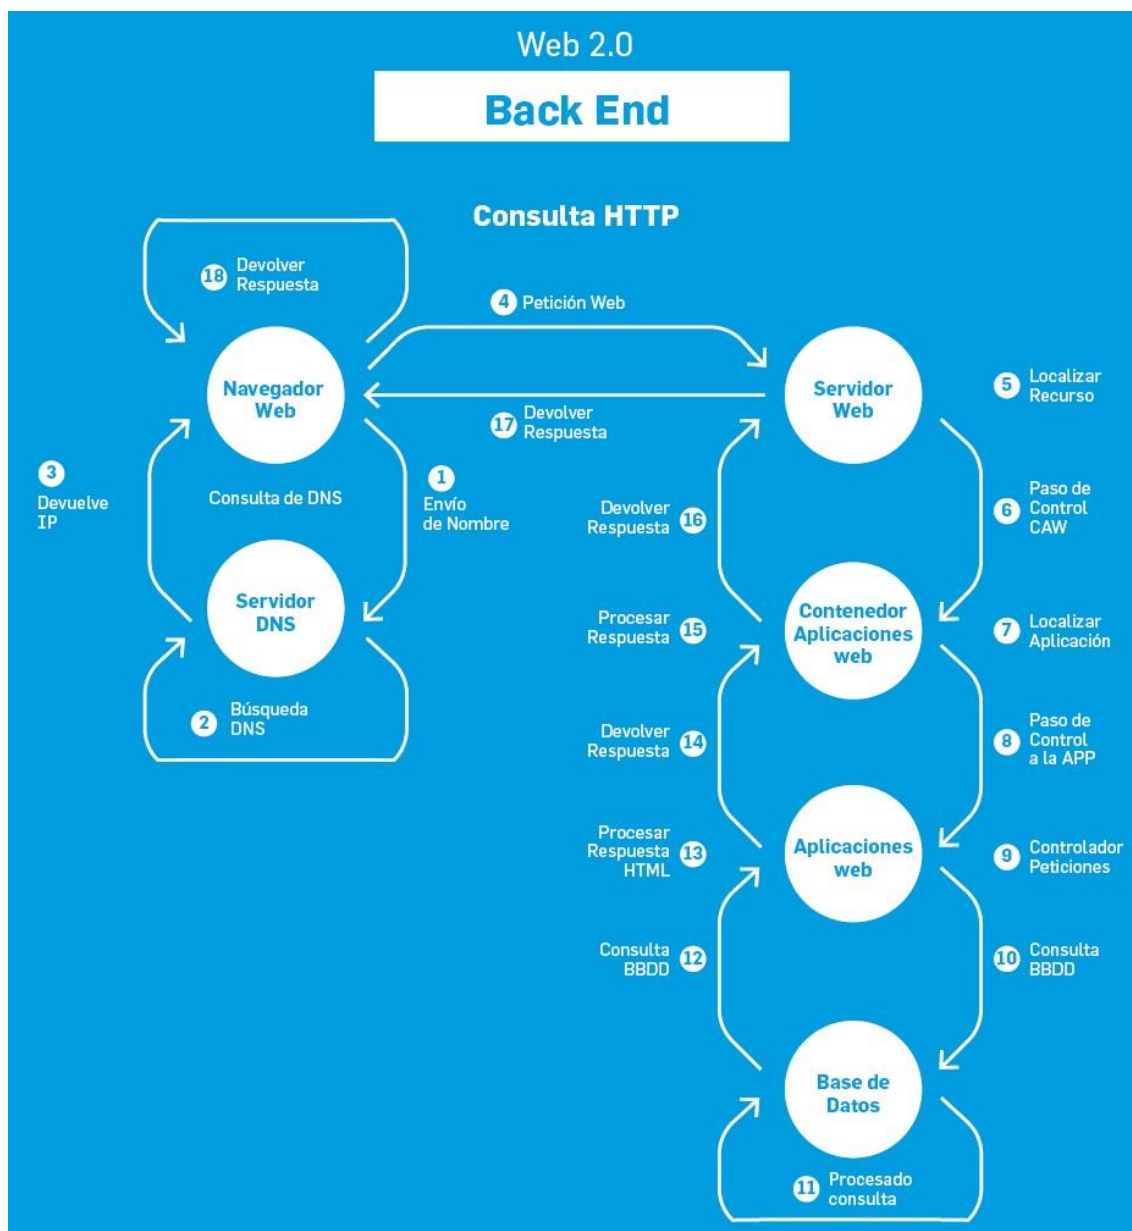 Web 2.0
Back End
Consulta HTTP
18 Devolver
Respuesta
4 Petición Web
Navegador
Web
Servidor
Web
5 Localizar
Recurso
17 Devolver
Respuesta
3
Devuelve
IP
Consulta de DNS
1
Envío
de Nombre
Devolver
Respuesta 16
Paso de
6 Control
CAW
Servidor
DNS
Procesar
Respuesta 15
Contenedor
Aplicaciones
web
7 Localizar
Aplicación
2 Búsqueda
DNS
Devolver
Respuesta 14
Paso de
8 Control
a la APP
Procesar
Respuesta 13
HTML
Aplicaciones
web
9 Controlador
Peticiones
Consulta 12
BBDD
10 Consulta
BBDD
Base de
Datos
11 Procesado
consulta